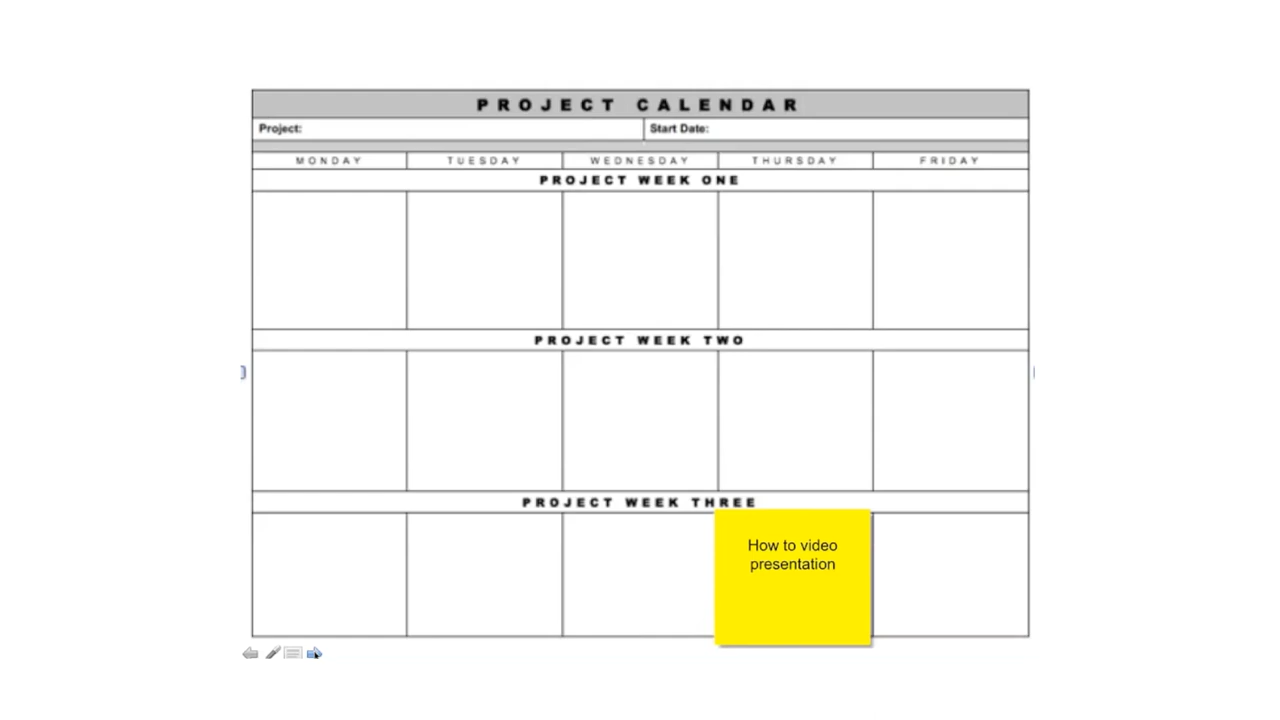 PROJECT CALENDAR
Project: Start Date:
MONDAY TUESDAY WEDNESDAY THURSDAY FRIDAY
PROJECT WEEK ONE
PROJECT WEEK TWO
PROJECT WEEK THREE
How to video
presentation